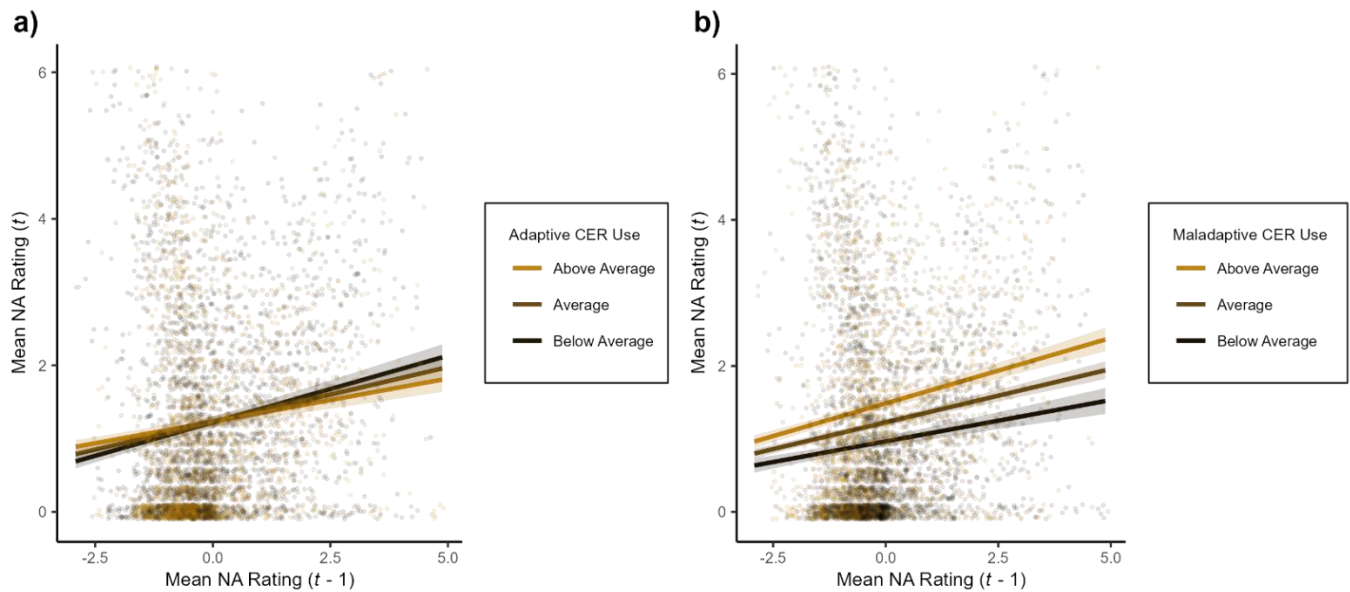 a)
Mean NA Rating (t)
6
4
2
0
-2.5
0.0
2.5
5.0
Mean NA Rating (t - 1)
Adaptive CER Use
Above Average
Average
Below Average
b)
Mean NA Rating (t)
6
4
2
0
-2.5
0.0
2.5
5.0
Mean NA Rating (t - 1)
Maladaptive CER Use
Above Average
Average
Below Average